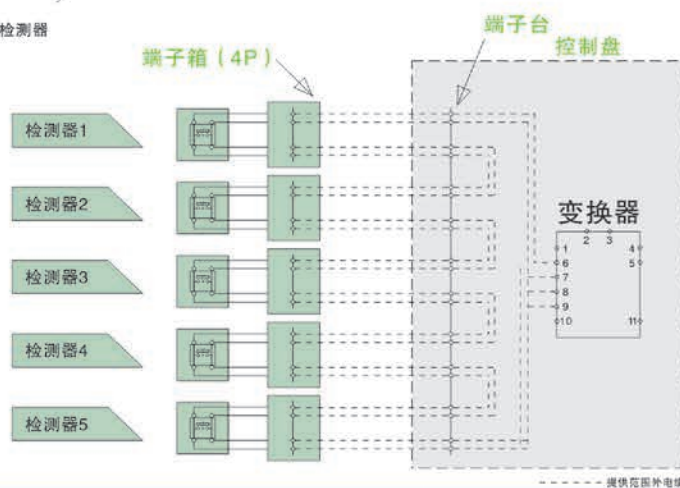 检测器
端子箱（4P）
端子台
控制盘
检测器1
检测器2
检测器3
检测器4
检测器5
变换器
2 3
1 4
6 5
7
8
9
10 11
提供范围外电